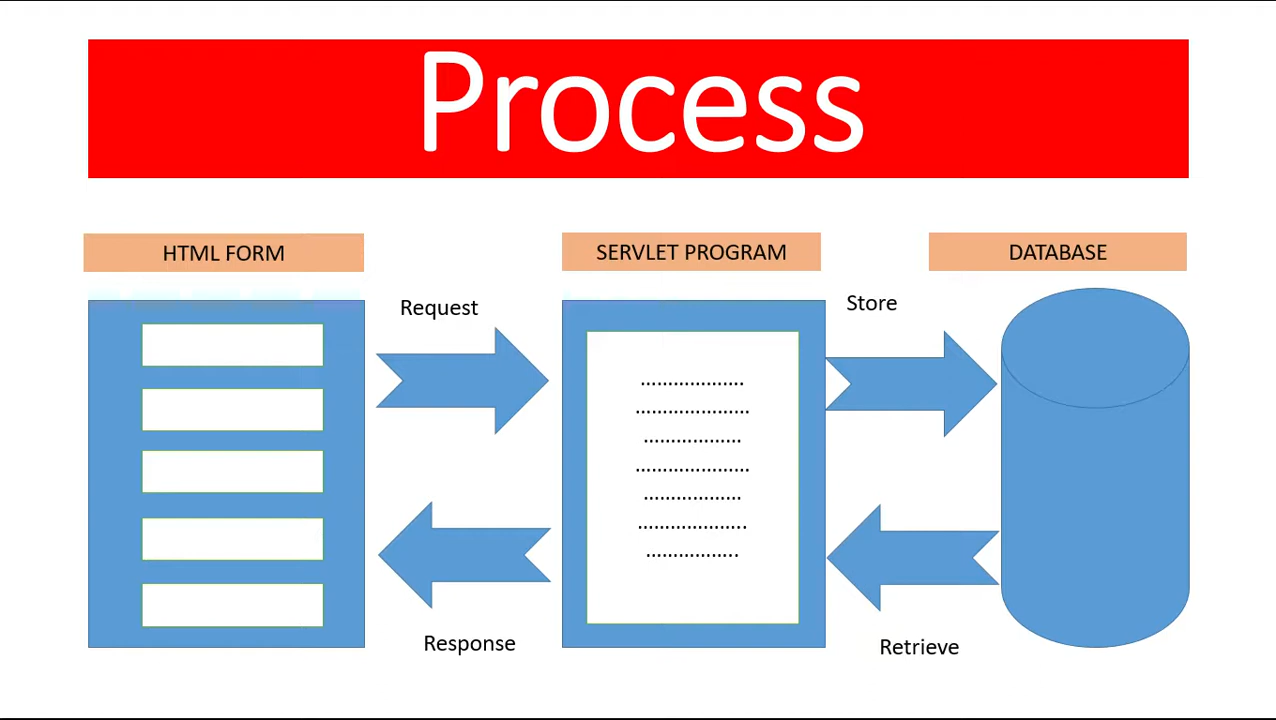 Process
HTML FORM
SERVLET PROGRAM
DATABASE
Request
Store
....................
......................
...................
......................
...................
.....................
.................
Response
Retrieve